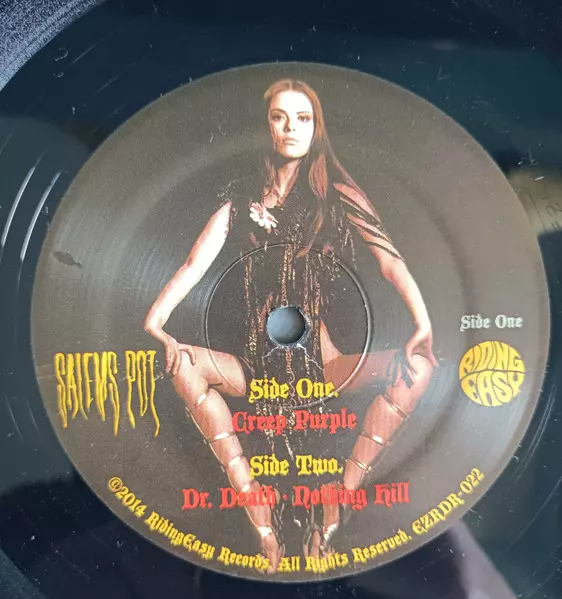 Side One
SALEMS POT
RIDING
EASY
Side One.
Creep Purple
Side Two.
Dr. Death · Nothing Hill
©2014 RidingEasy Records. All Rights Reserved. EZRDR-022